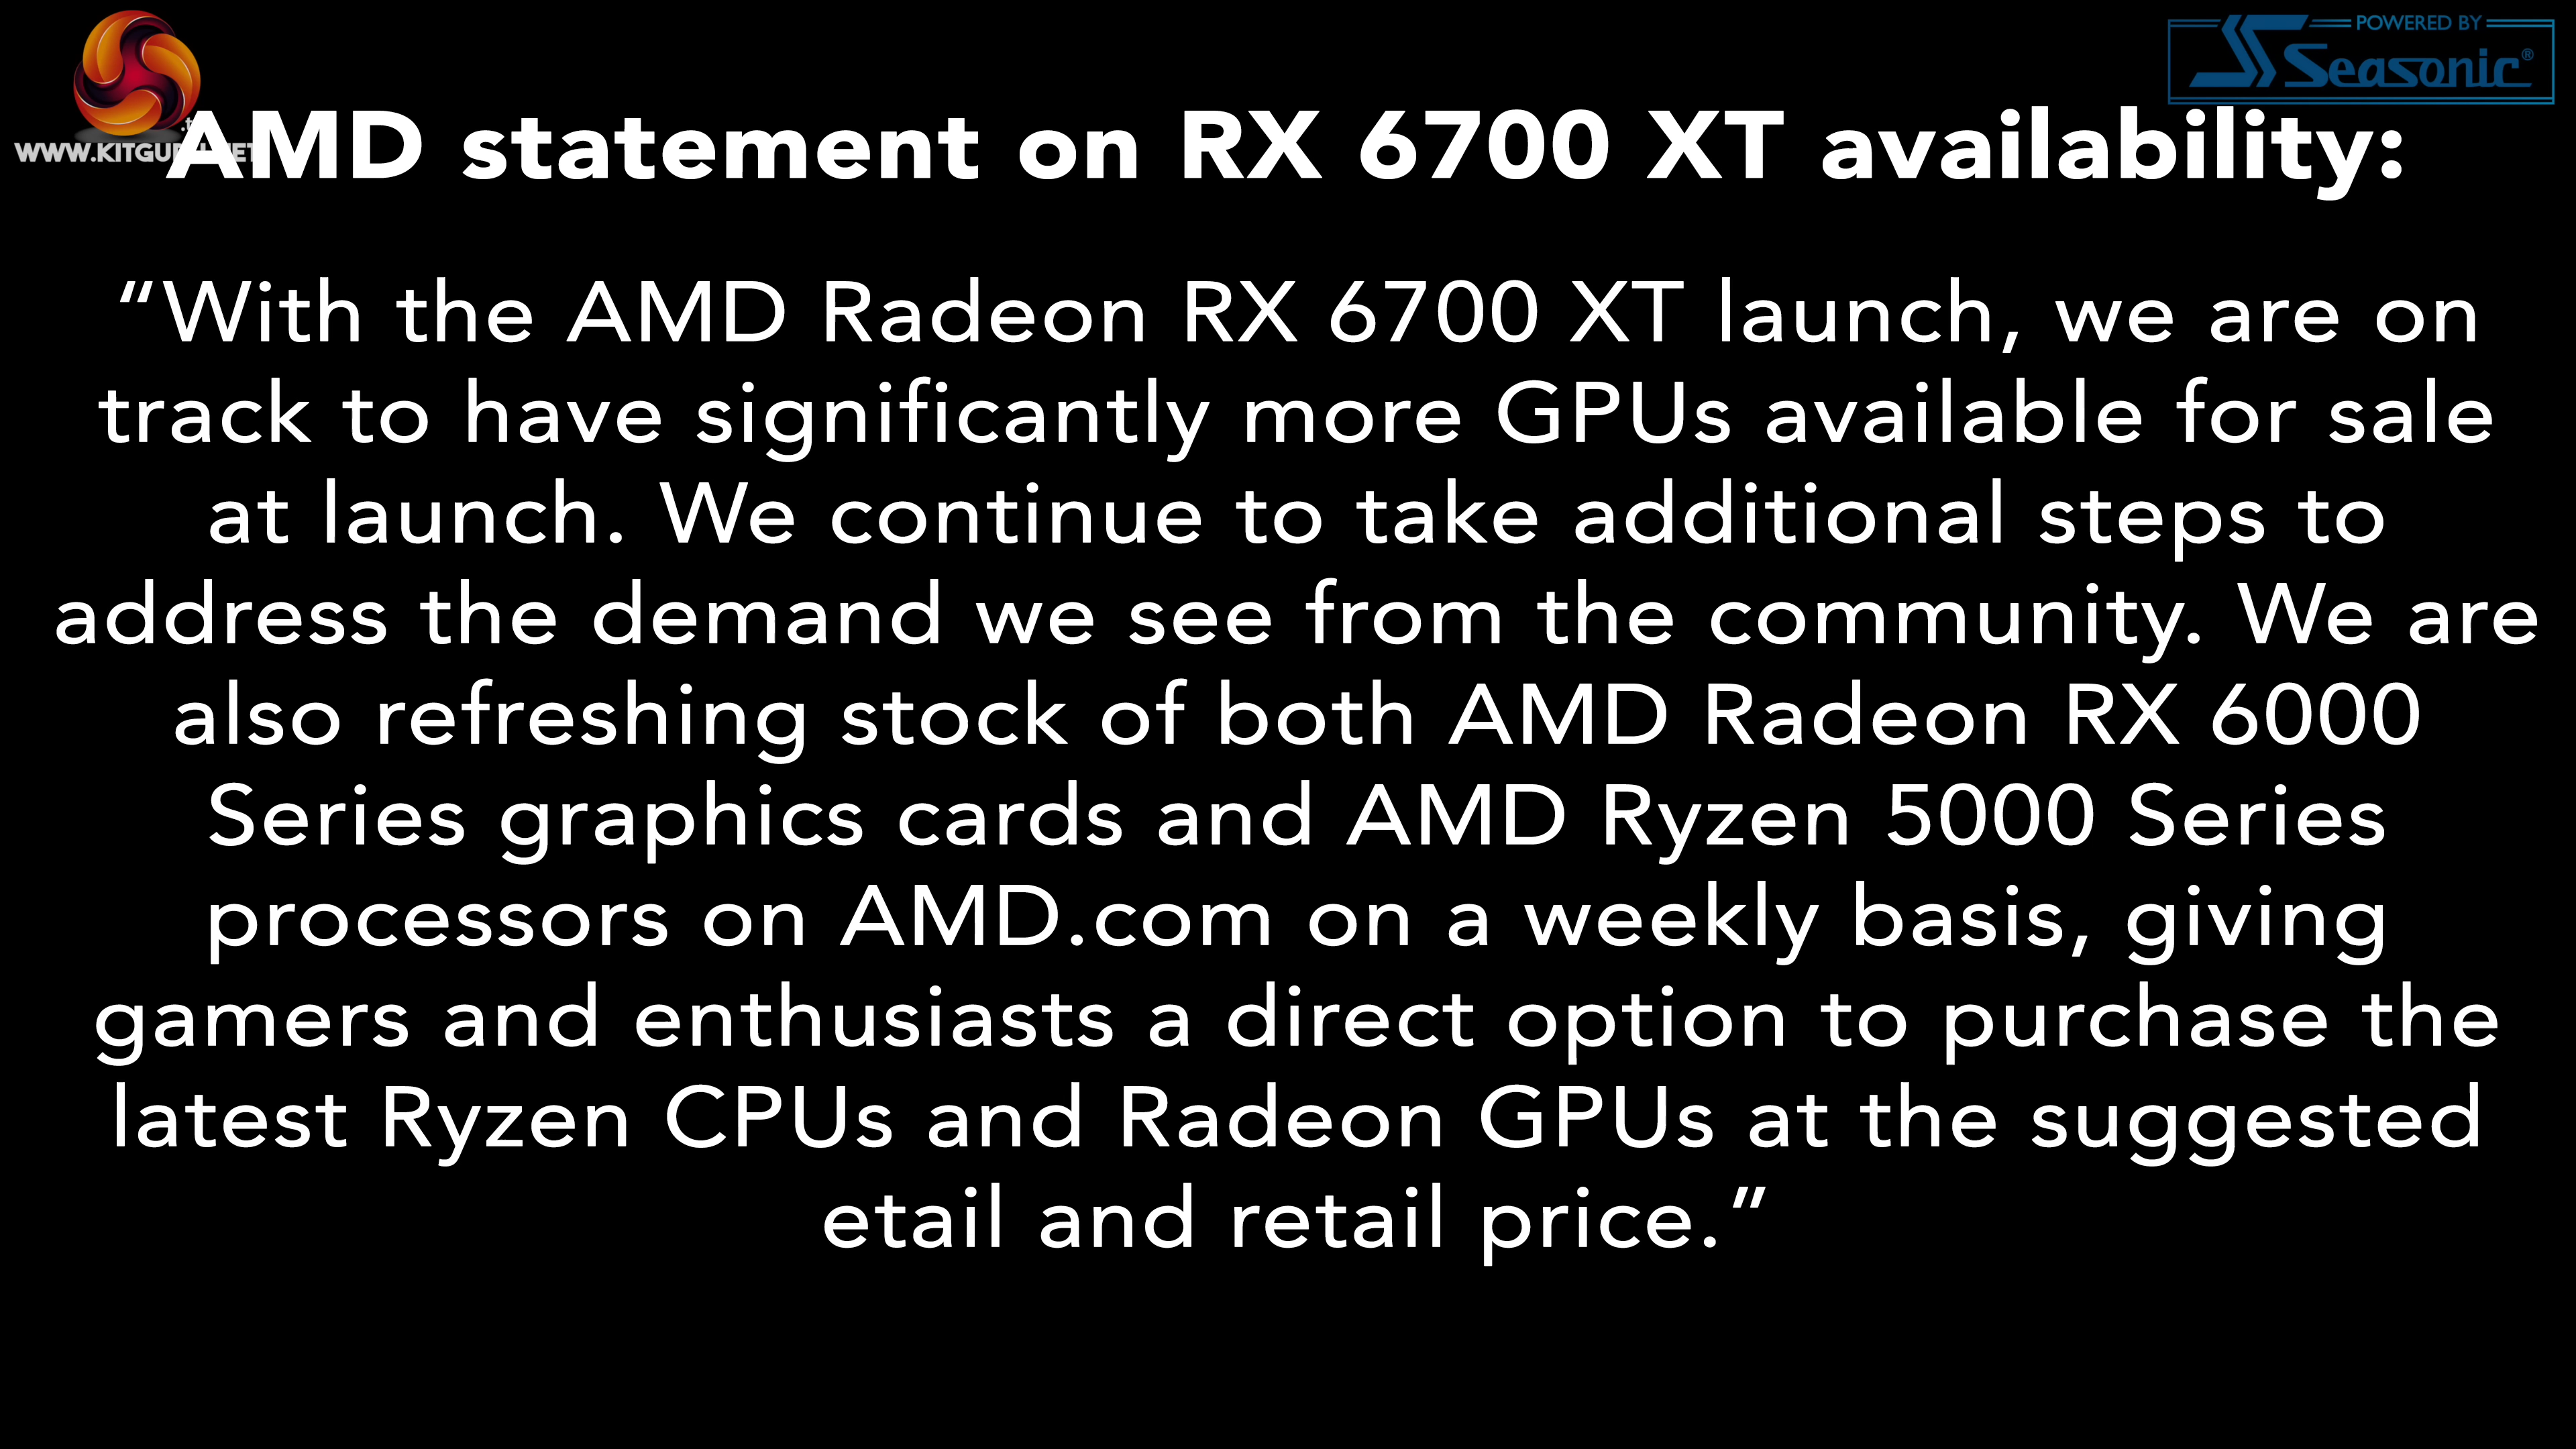 POWERED BY
Seasonic®
AMD statement on RX 6700 XT availability:
“With the AMD Radeon RX 6700 XT launch, we are on
track to have significantly more GPUs available for sale
at launch. We continue to take additional steps to
address the demand we see from the community. We are
also refreshing stock of both AMD Radeon RX 6000
Series graphics cards and AMD Ryzen 5000 Series
processors on AMD.com on a weekly basis, giving
gamers and enthusiasts a direct option to purchase the
latest Ryzen CPUs and Radeon GPUs at the suggested
etail and retail price.”